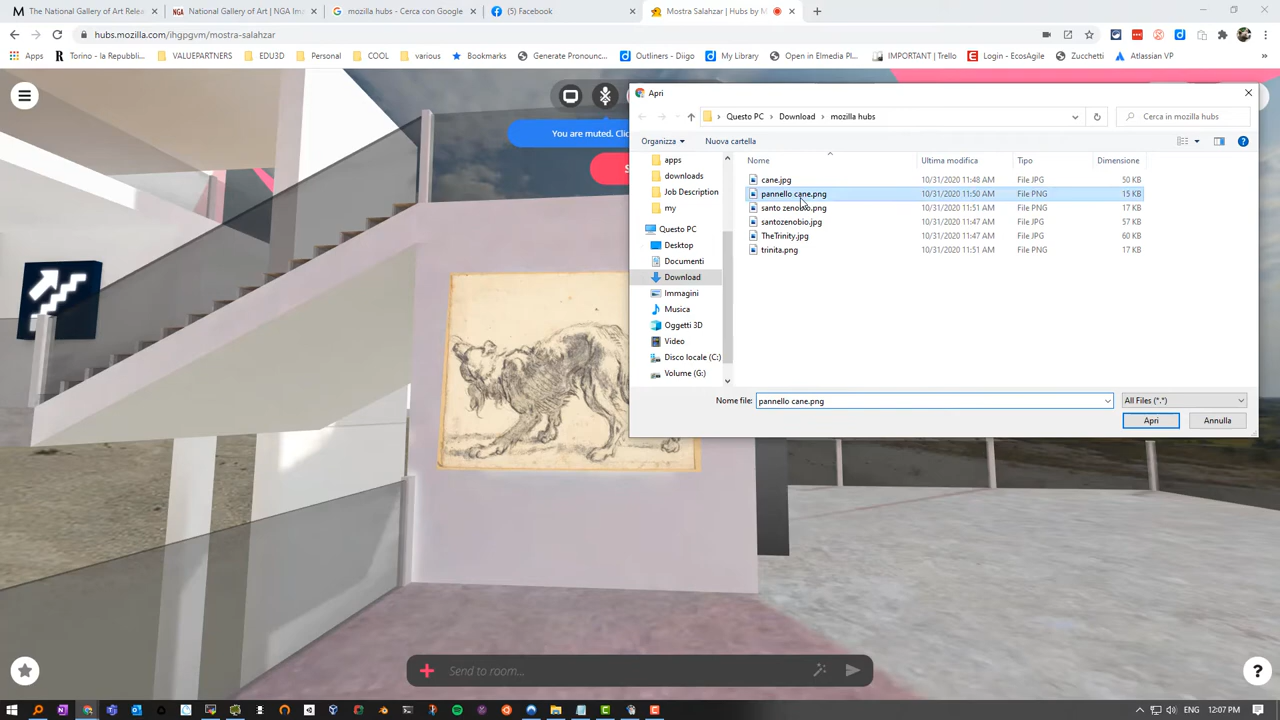 The National Gallery of Art Relea
National Gallery of Art | NGA Im
mozilla hubs - Cerca con Google
(5) Facebook
Mostra Salahzar | Hubs by M
hubs.mozilla.com/ihgpgvm/mostra-salahzar
Apps
Torino - la Repubbli...
VALUEPARTNERS
EDU3D
Personal
COOL
various
Bookmarks
Generate Pronounce...
Outliners - Diigo
My Library
Open in Elmedia Pl...
IMPORTANT | Trello
Login - EcosAgile
Zucchetti
Atlassian VP
You are muted. Clic
S
Apri
Questo PC
Download
mozilla hubs
Cerca in mozilla hubs
Organizza
Nuova cartella
Nome
Ultima modifica
Tipo
Dimensione
apps
downloads
Job Description
my
Questo PC
Desktop
Documenti
Download
Immagini
Musica
Oggetti 3D
Video
Disco locale (C:)
Volume (G:)
cane.jpg 10/31/2020 11:48 AM File JPG 50 KB
pannello cane.png 10/31/2020 11:50 AM File PNG 15 KB
santo zenobio.png 10/31/2020 11:51 AM File PNG 17 KB
santozenobio.jpg 10/31/2020 11:47 AM File JPG 57 KB
TheTrinity.jpg 10/31/2020 11:47 AM File JPG 60 KB
trinita.png 10/31/2020 11:51 AM File PNG 17 KB
Nome file:
pannello cane.png
All Files (*.*)
Apri
Annulla
Send to room...
ENG
12:07 PM